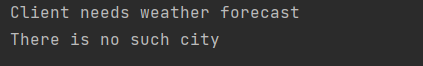 Client needs weather forecast
There is no such city